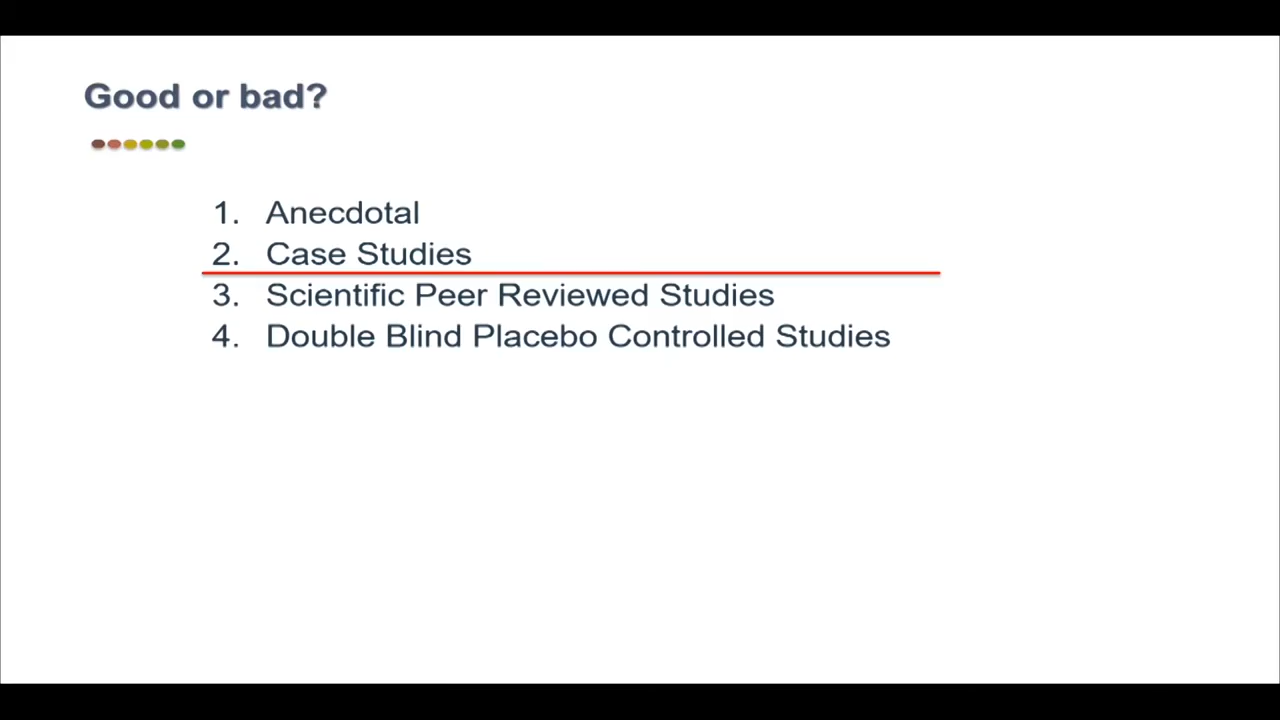 Good or bad?
1. Anecdotal
2. Case Studies
3. Scientific Peer Reviewed Studies
4. Double Blind Placebo Controlled Studies